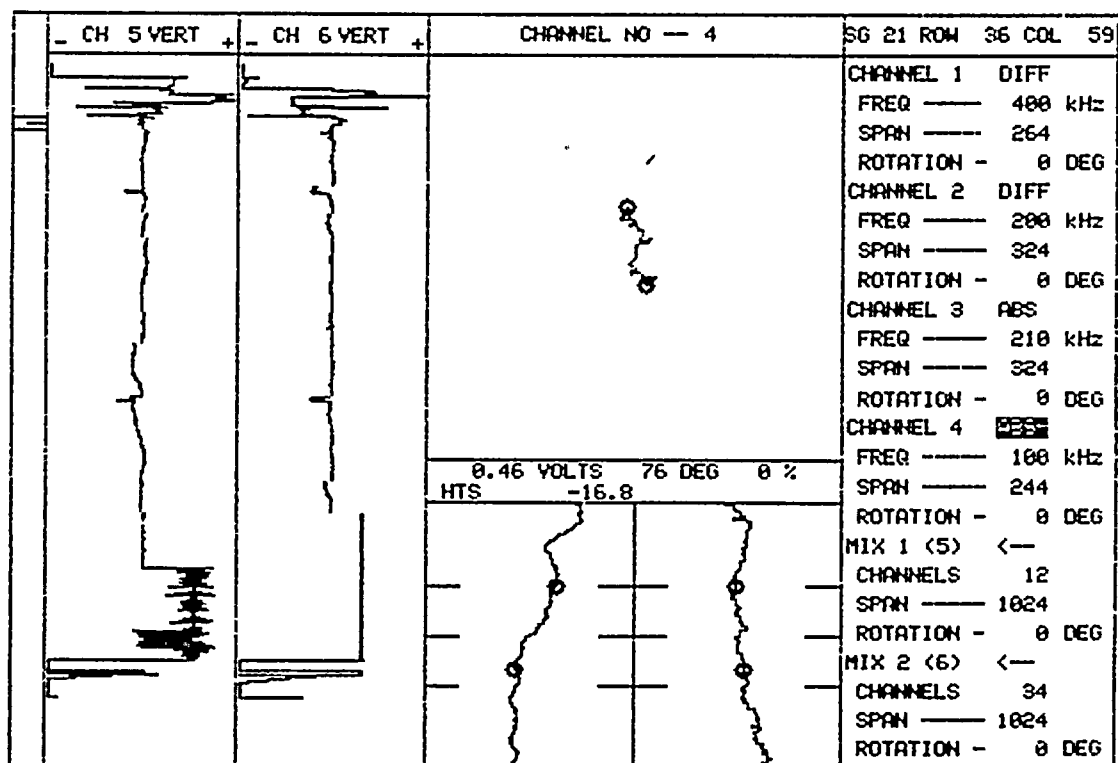 - CH 5 VERT +
- CH 6 VERT +
CHANNEL NO -- 4
SG 21 ROW 36 COL 59
CHANNEL 1 DIFF
FREQ —— 400 kHz
SPAN —— 264
ROTATION - 0 DEG
CHANNEL 2 DIFF
FREQ —— 200 kHz
SPAN —— 324
ROTATION - 0 DEG
CHANNEL 3 ABS
FREQ —— 210 kHz
SPAN —— 324
ROTATION - 0 DEG
CHANNEL 4
FREQ —— 100 kHz
SPAN —— 244
ROTATION - 0 DEG
MIX 1 (5) <--
CHANNELS 12
SPAN —— 1024
ROTATION - 0 DEG
MIX 2 (6) <--
CHANNELS 34
SPAN —— 1024
ROTATION - 0 DEG
0.46 VOLTS 76 DEG 0 %
HTS -16.8